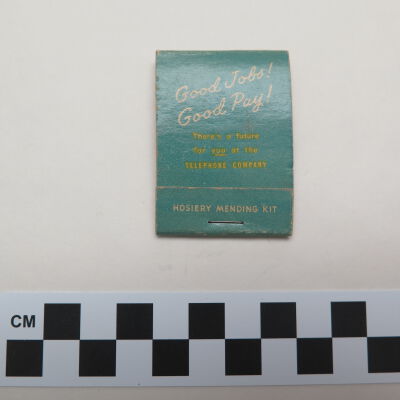 Good Jobs!
Good Pay!
There's a future
for you at the
TELEPHONE COMPANY
HOSIERY MENDING KIT
CM